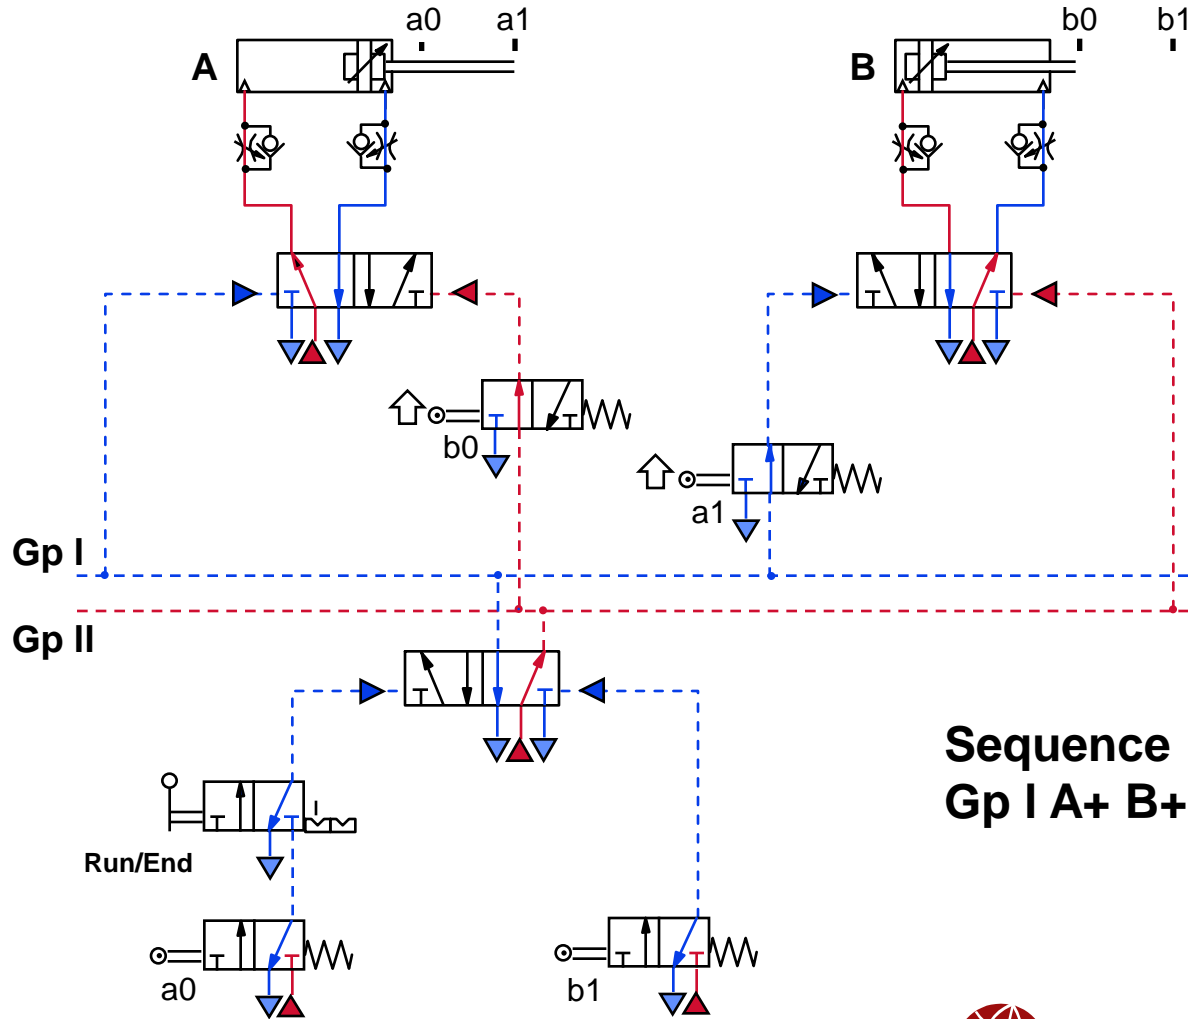 a0 a1 b0 b1
A B
b0
a1
Gp I
Gp II
Sequence
Gp I A+ B+
Run/End
a0 b1